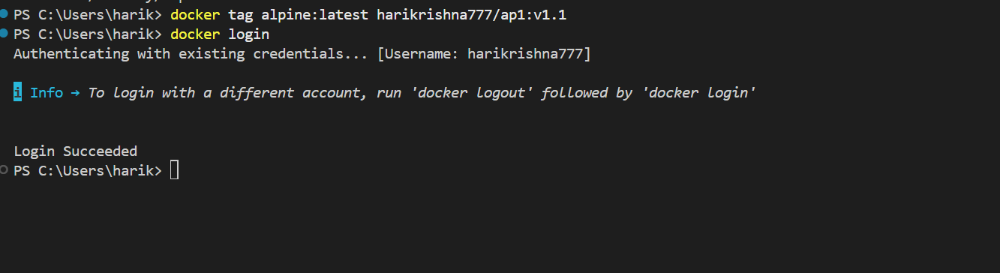 PS C:\Users\harik> docker tag alpine:latest harikrishna777/ap1:v1.1
PS C:\Users\harik> docker login
Authenticating with existing credentials... [Username: harikrishna777]
i Info → To login with a different account, run 'docker logout' followed by 'docker login'
Login Succeeded
PS C:\Users\harik>